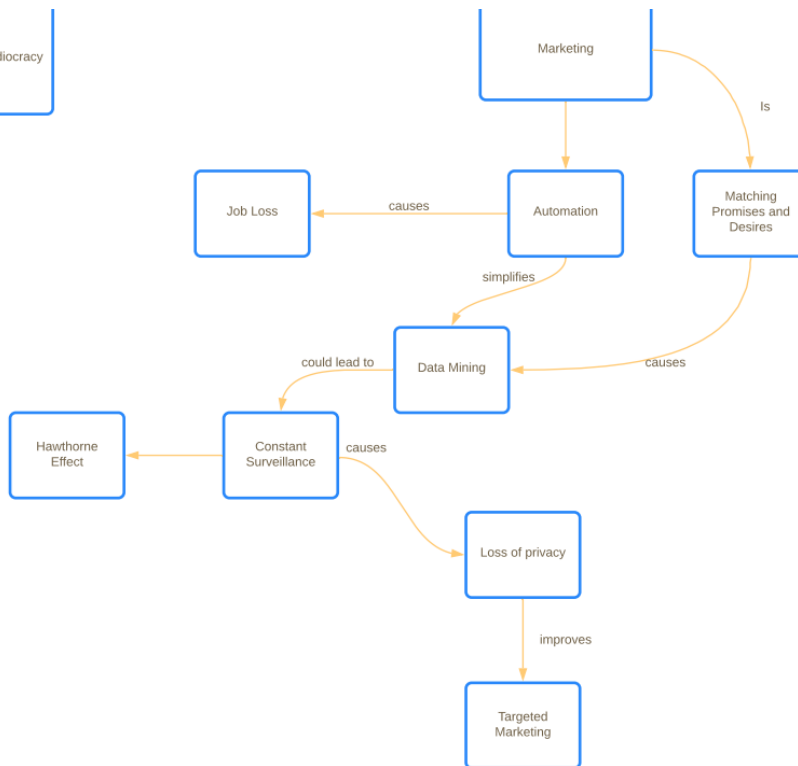 Marketing
Is
Job Loss
causes
Automation
Matching
Promises and
Desires
simplifies
could lead to
Data Mining
causes
Hawthorne
Effect
Constant
Surveillance
causes
Loss of privacy
improves
Targeted
Marketing